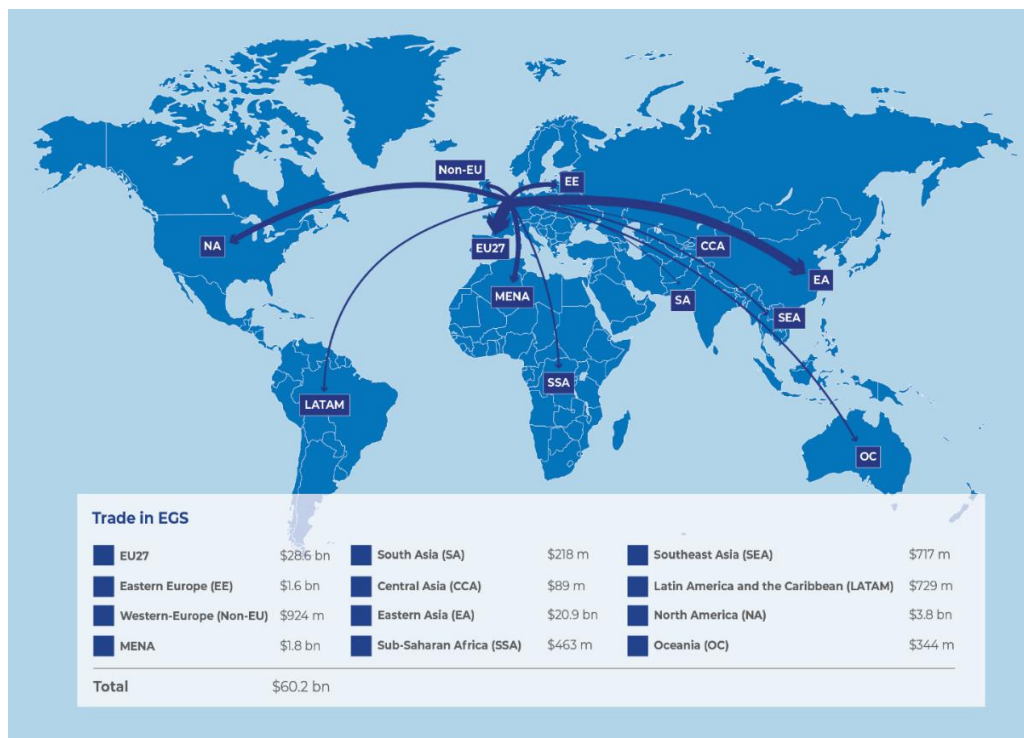 Non-EU
EE
NA
EU27
CCA
EA
MENA
SA
SEA
SSA
LATAM
OC
Trade in EGS
EU27 $28.6 bn South Asia (SA) $218 m Southeast Asia (SEA) $717 m
Eastern Europe (EE) $1.6 bn Central Asia (CCA) $89 m Latin America and the Caribbean (LATAM) $729 m
Western-Europe (Non-EU) $924 m Eastern Asia (EA) $20.9 bn North America (NA) $3.8 bn
MENA $1.8 bn Sub-Saharan Africa (SSA) $463 m Oceania (OC) $344 m
Total $60.2 bn